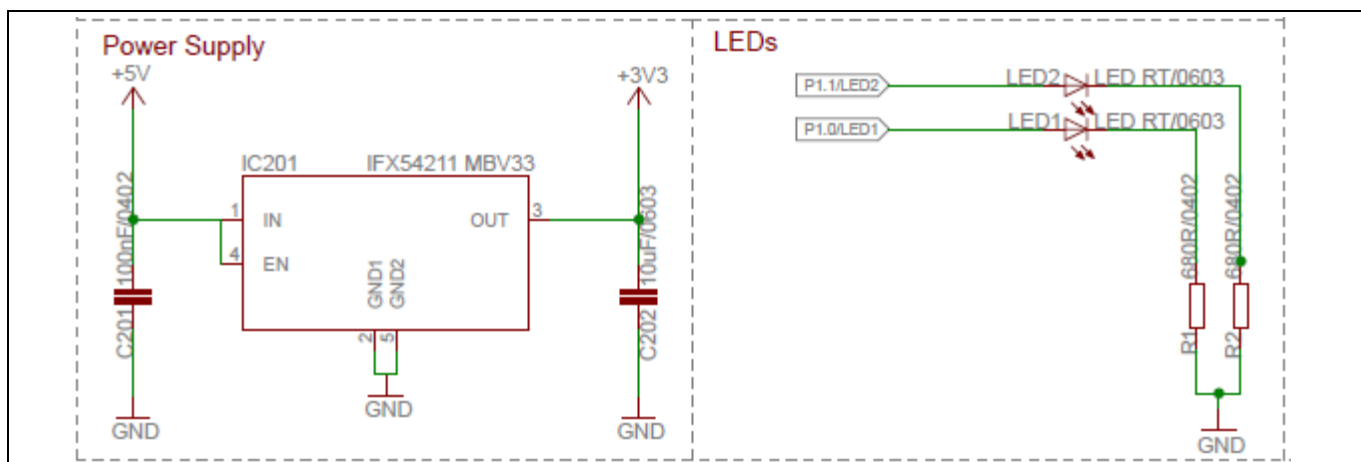 Power Supply
+5V
+3V3
IC201
IFX54211 MBV33
1
IN
OUT
3
4
EN
GND1
GND2
2
5
100nF/0402
C201
10uF/0603
C202
GND
GND
GND
LEDs
P1.1/LED2
LED2
LED RT/0603
P1.0/LED1
LED1
LED RT/0603
680R/0402
680R/0402
R1
R2
GND